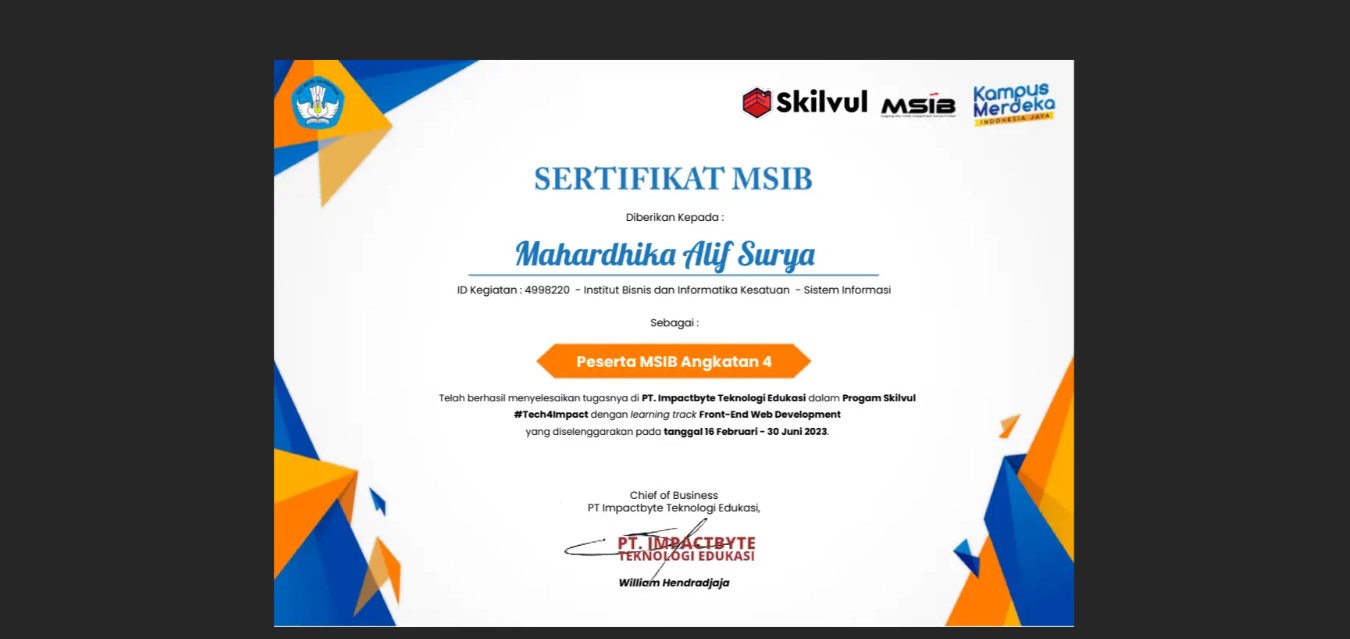 Skilvul
MSIB
Kampus
Merdeka
INDONESIA JAYA
SERTIFIKAT MSIB
Diberikan Kepada :
Mahardhika Alif Surya
ID Kegiatan : 4998220 - Institut Bisnis dan Informatika Kesatuan - Sistem Informasi
Sebagai :
Peserta MSIB Angkatan 4
Telah berhasil menyelesaikan tugasnya di PT. Impactbyte Teknologi Edukasi dalam Progam Skilvul
#Tech4Impact dengan learning track Front-End Web Development
yang diselenggarakan pada tanggal 16 Februari - 30 Juni 2023.
Chief of Business
PT Impactbyte Teknologi Edukasi,
PT. IMPACTBYTE
TEKNOLOGI EDUKASI
William Hendradjaja